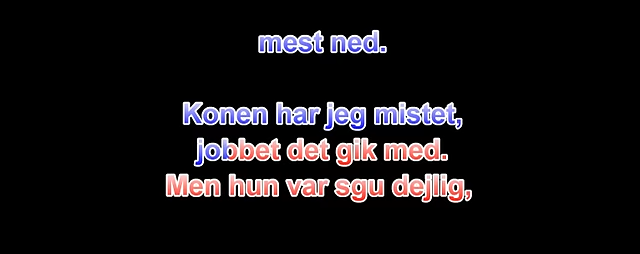 mest ned.
Konen har jeg mistet,
jobbet det gik med.
Men hun var sgu dejlig,